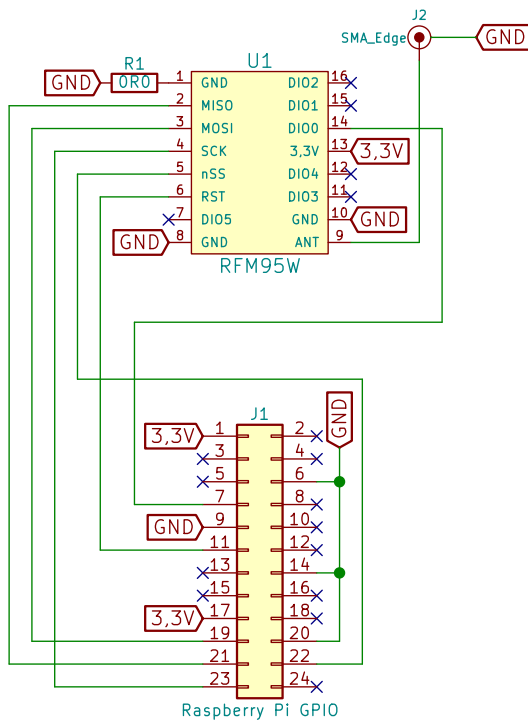 J2
SMA_Edge GND
U1
R1
GND 0R0 1 GND DIO2 16
2 MISO DIO1 15
3 MOSI DIO0 14
4 SCK 3,3V 13 3,3V
5 nSS DIO4 12
6 RST DIO3 11
7 DIO5 GND 10 GND
GND 8 GND ANT 9
RFM95W
J1
GND
3,3V 1 2
3 4
5 6
7 8
GND 9 10
11 12
13 14
15 16
3,3V 17 18
19 20
21 22
23 24
Raspberry Pi GPIO